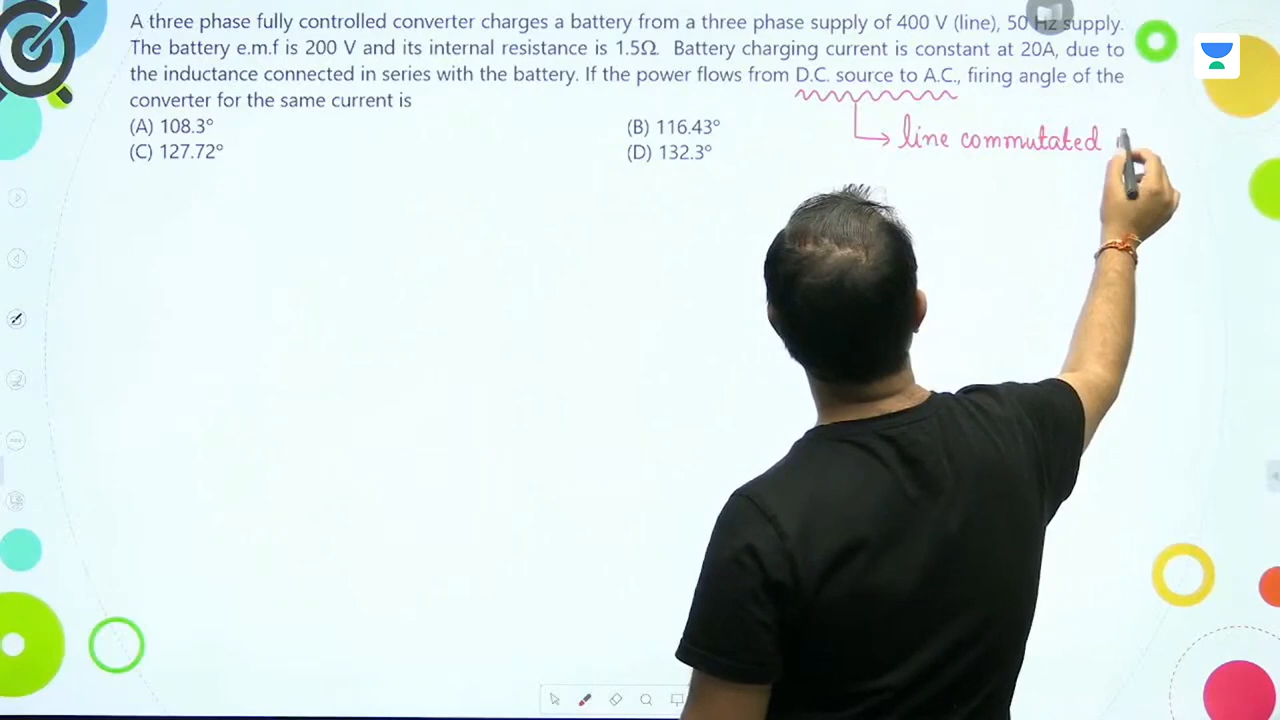 A three phase fully controlled converter charges a battery from a three phase supply of 400 V (line), 50 Hz supply.
The battery e.m.f is 200 V and its internal resistance is 1.5Ω. Battery charging current is constant at 20A, due to
the inductance connected in series with the battery. If the power flows from D.C. source to A.C., firing angle of the
converter for the same current is
(A) 108.3° (B) 116.43°
(C) 127.72° (D) 132.3°
line commutated